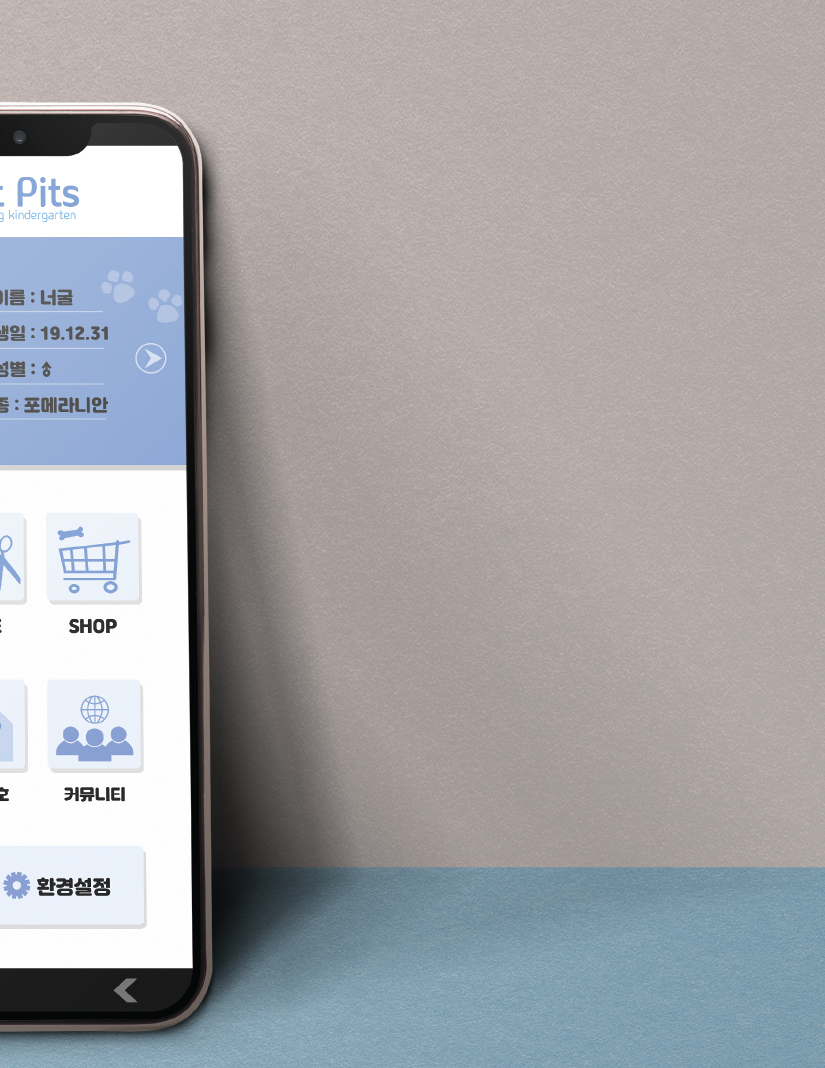 Pits
kindergarten
이름 : 너굴
생일 : 19.12.31
성별 : ⚨
종 : 포메라니안
SHOP
커뮤니티
환경설정